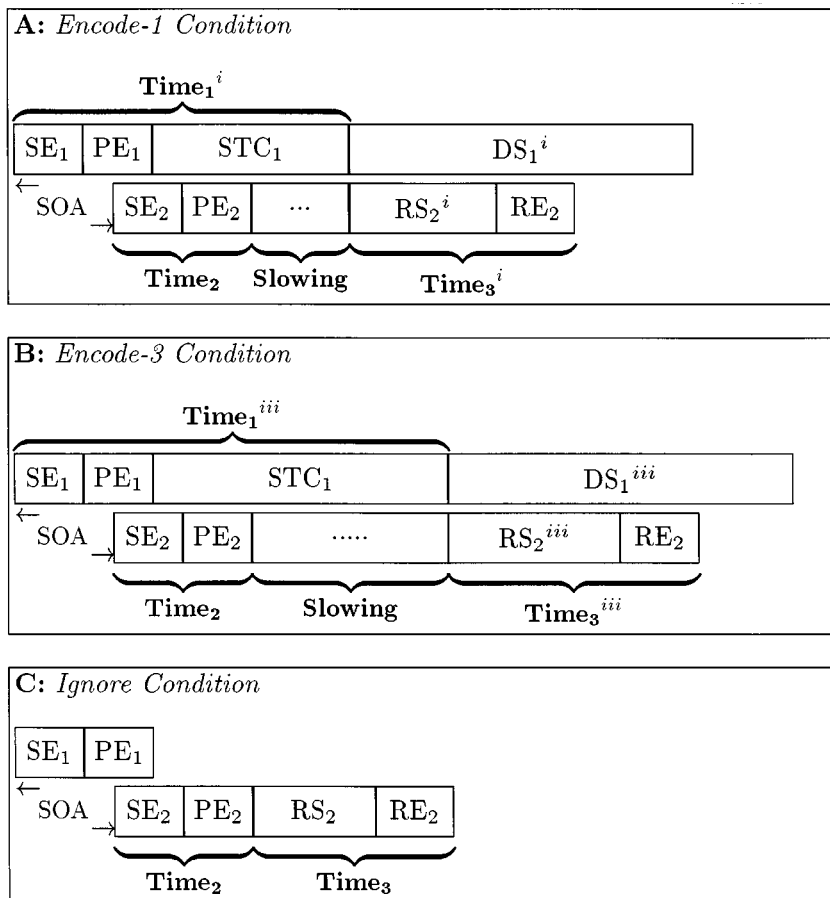 A: Encode-1 Condition
Time₁ⁱ
SE₁ PE₁ STC₁ DS₁ⁱ
← SOA → SE₂ PE₂ ... RS₂ⁱ RE₂
Time₂ Slowing Time₃ⁱ
B: Encode-3 Condition
Time₁ⁱⁱⁱ
SE₁ PE₁ STC₁ DS₁ⁱⁱⁱ
← SOA → SE₂ PE₂ ..... RS₂ⁱⁱⁱ RE₂
Time₂ Slowing Time₃ⁱⁱⁱ
C: Ignore Condition
SE₁ PE₁
← SOA → SE₂ PE₂ RS₂ RE₂
Time₂ Time₃